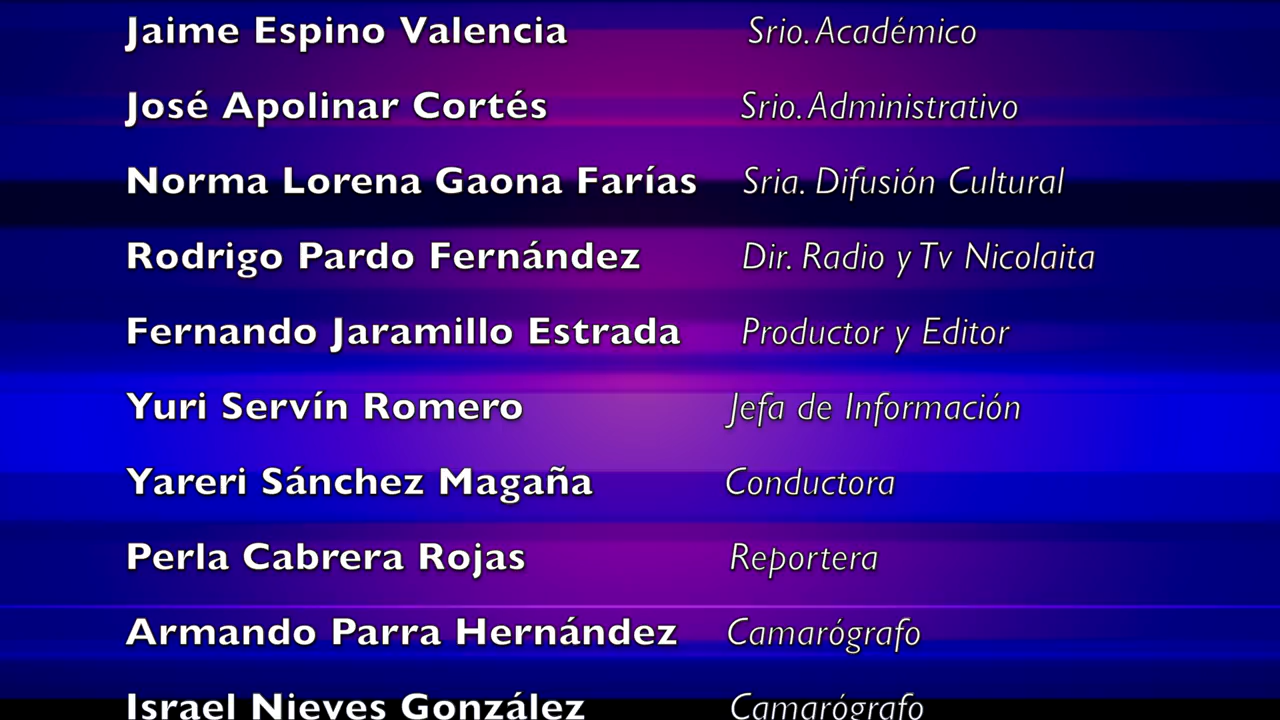 Jaime Espino Valencia Srio. Académico
José Apolinar Cortés Srio. Administrativo
Norma Lorena Gaona Farías Sria. Difusión Cultural
Rodrigo Pardo Fernández Dir. Radio y Tv Nicolaita
Fernando Jaramillo Estrada Productor y Editor
Yuri Servín Romero Jefa de Información
Yareri Sánchez Magaña Conductora
Perla Cabrera Rojas Reportera
Armando Parra Hernández Camarógrafo
Israel Nieves González Camarógrafo